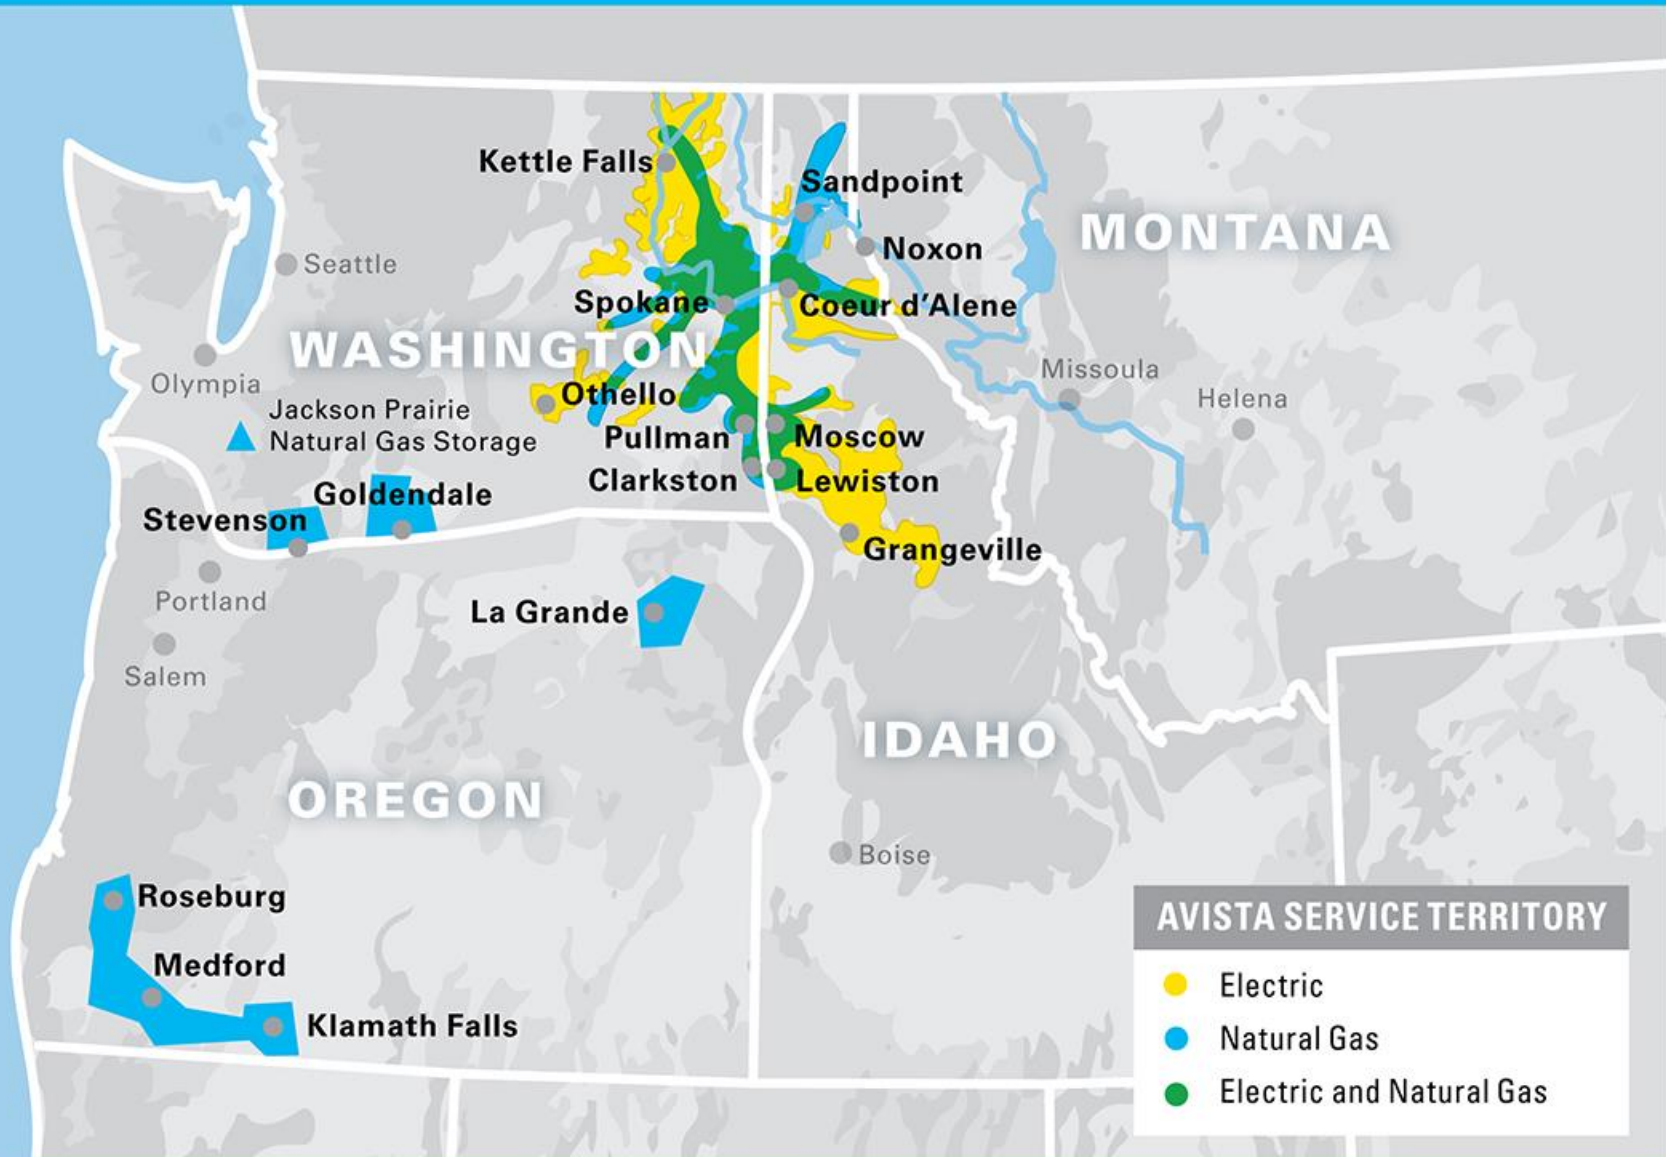 Kettle Falls
Sandpoint
MONTANA
Noxon
Seattle
Spokane
Coeur d'Alene
WASHINGTON
Olympia
Missoula
Helena
Othello
Jackson Prairie
Natural Gas Storage
Pullman
Moscow
Clarkston
Lewiston
Goldendale
Stevenson
Grangeville
Portland
La Grande
Salem
IDAHO
OREGON
Boise
Roseburg
Medford
Klamath Falls
AVISTA SERVICE TERRITORY
Electric
Natural Gas
Electric and Natural Gas